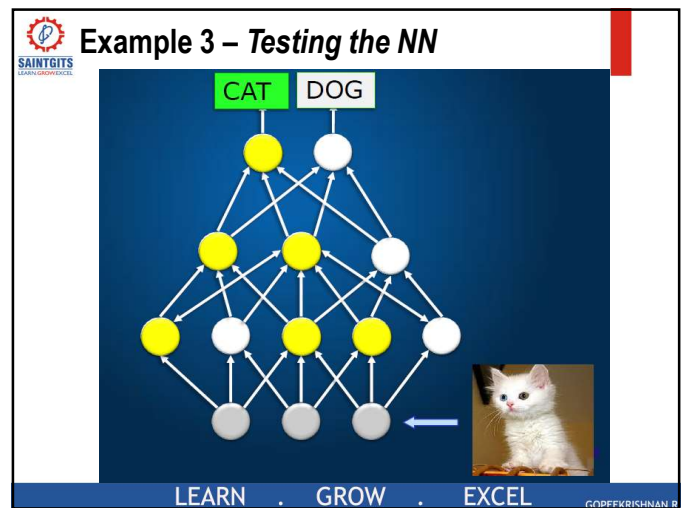 Example 3 – Testing the NN
SAINTGITS
LEARN.GROW.EXCEL
CAT DOG
LEARN . GROW . EXCEL
GOPEEKRISHNAN R